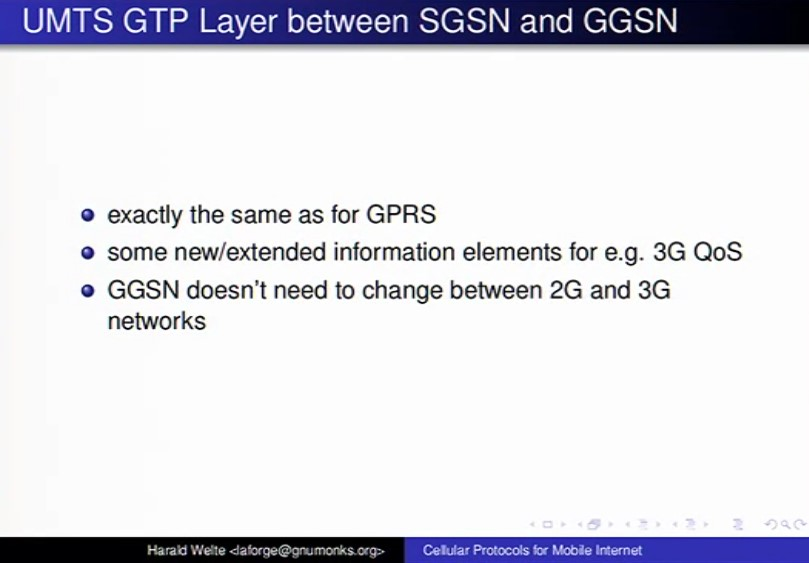 UMTS GTP Layer between SGSN and GGSN
exactly the same as for GPRS
some new/extended information elements for e.g. 3G QoS
GGSN doesn't need to change between 2G and 3G
networks
Harald Welte <laforge@gnumonks.org>
Cellular Protocols for Mobile Internet